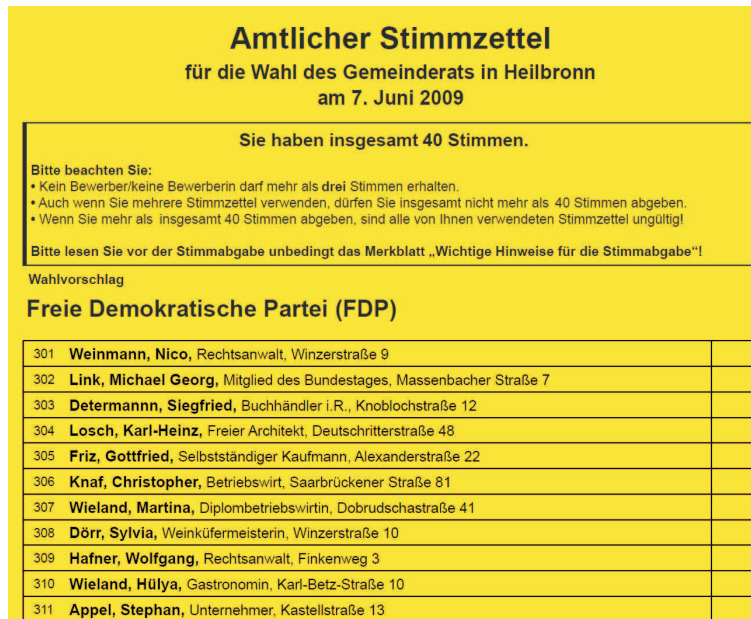 Amtlicher Stimmzettel
für die Wahl des Gemeinderats in Heilbronn
am 7. Juni 2009
Sie haben insgesamt 40 Stimmen.
Bitte beachten Sie:
• Kein Bewerber/keine Bewerberin darf mehr als drei Stimmen erhalten.
• Auch wenn Sie mehrere Stimmzettel verwenden, dürfen Sie insgesamt nicht mehr als 40 Stimmen abgeben.
• Wenn Sie mehr als insgesamt 40 Stimmen abgeben, sind alle von Ihnen verwendeten Stimmzettel ungültig!
Bitte lesen Sie vor der Stimmabgabe unbedingt das Merkblatt „Wichtige Hinweise für die Stimmabgabe“!
Wahlvorschlag
Freie Demokratische Partei (FDP)
301 Weinmann, Nico, Rechtsanwalt, Winzerstraße 9
302 Link, Michael Georg, Mitglied des Bundestages, Massenbacher Straße 7
303 Determannn, Siegfried, Buchhändler i.R., Knoblochstraße 12
304 Losch, Karl-Heinz, Freier Architekt, Deutschritterstraße 48
305 Friz, Gottfried, Selbstständiger Kaufmann, Alexanderstraße 22
306 Knaf, Christopher, Betriebswirt, Saarbrückener Straße 81
307 Wieland, Martina, Diplombetriebswirtin, Dobrudschastraße 41
308 Dörr, Sylvia, Weinküfermeisterin, Winzerstraße 10
309 Hafner, Wolfgang, Rechtsanwalt, Finkenweg 3
310 Wieland, Hülya, Gastronomin, Karl-Betz-Straße 10
311 Appel, Stephan, Unternehmer, Kastellstraße 13